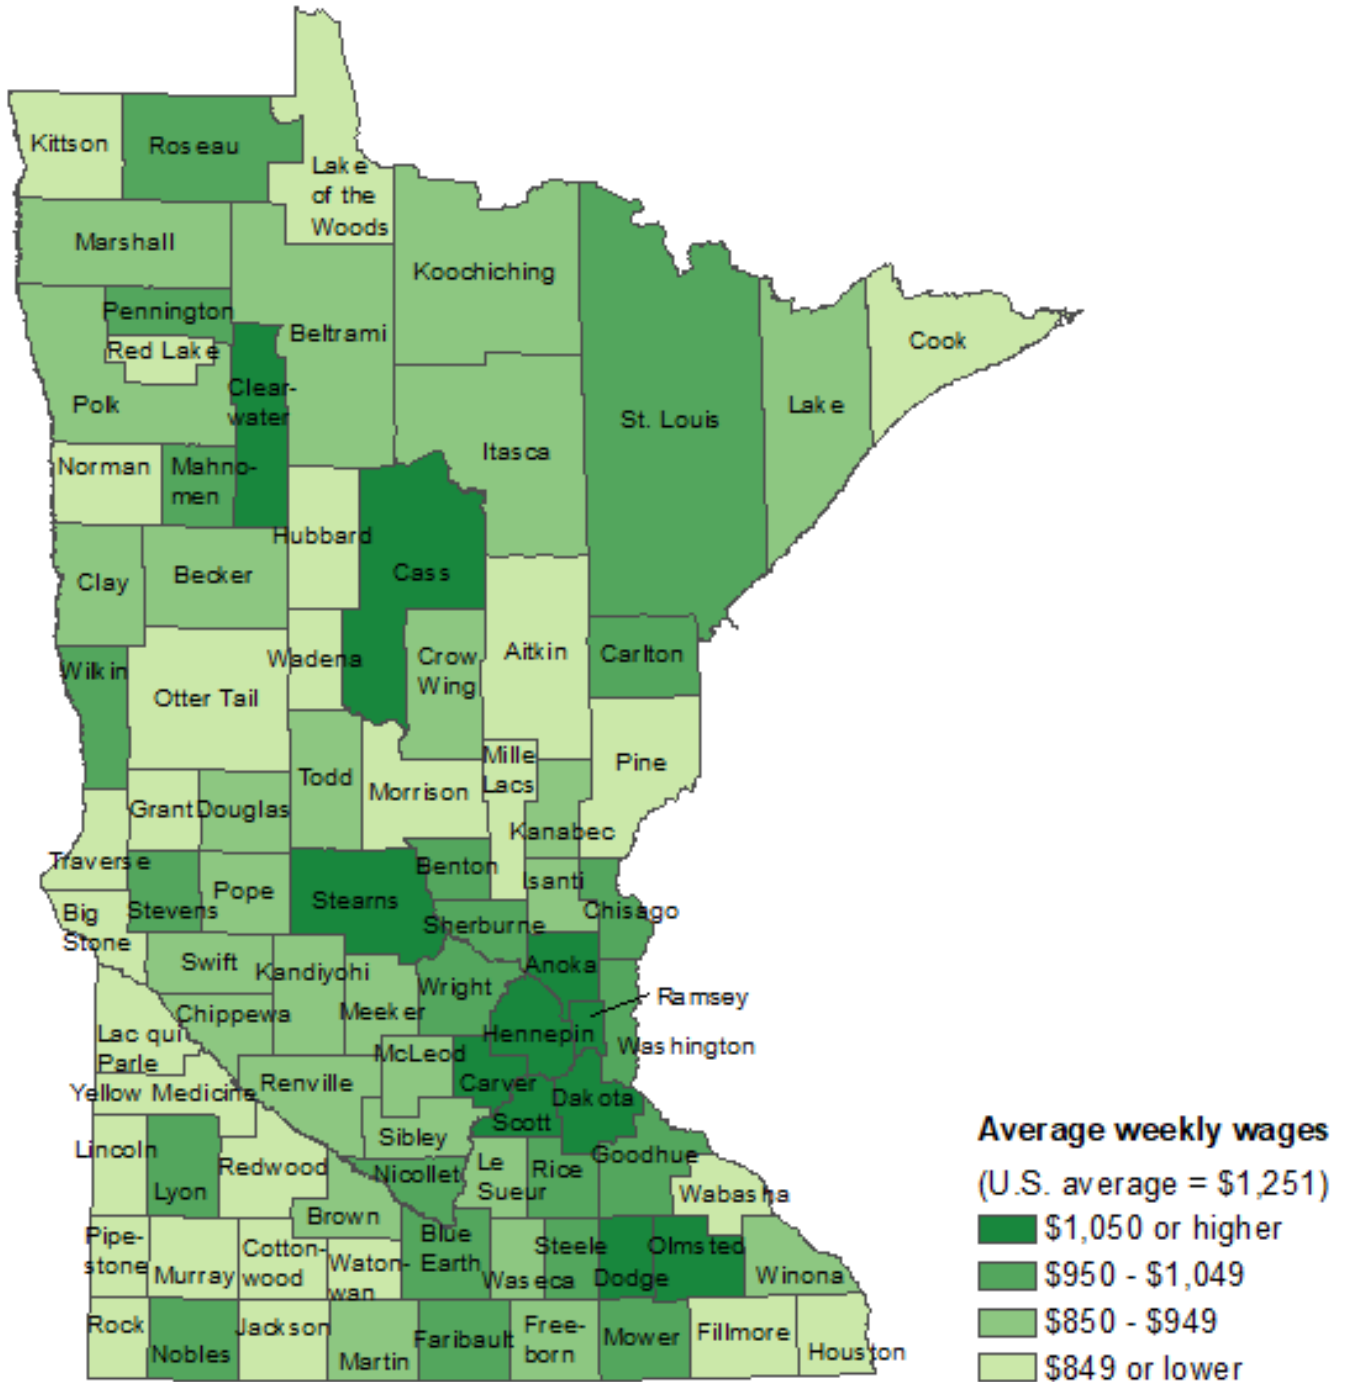 Kittson
Roseau
Lake
of the
Woods
Marshall
Koochiching
Pennington
Beltrami
Cook
Red Lake
Clear-
water
Polk
Lake
St. Louis
Itasca
Norman
Mahno-
men
Hubbard
Cass
Becker
Clay
Aitkin
Carlton
Wadena
Crow
Wing
Wilkin
Otter Tail
Mille
Lacs
Pine
Todd
Morrison
Grant
Douglas
Kanabec
Traverse
Benton
Isanti
Pope
Stearns
Big
Stone
Stevens
Chisago
Sherburne
Swift
Kandiyohi
Anoka
Wright
Ramsey
Meeker
Chippewa
Lac qui
Parle
Hennepin
Washington
McLeod
Renville
Carver
Yellow Medicine
Dakota
Scott
Sibley
Lincoln
Redwood
Nicollet
Le
Sueur
Rice
Goodhue
Lyon
Wabasha
Brown
Blue
Earth
Pipe-
stone
Murray
Cotton-
wood
Waton-
wan
Waseca
Steele
Dodge
Olmsted
Winona
Rock
Nobles
Jackson
Martin
Faribault
Free-
born
Mower
Fillmore
Houston
Average weekly wages
(U.S. average = $1,251)
$1,050 or higher
$950 - $1,049
$850 - $949
$849 or lower